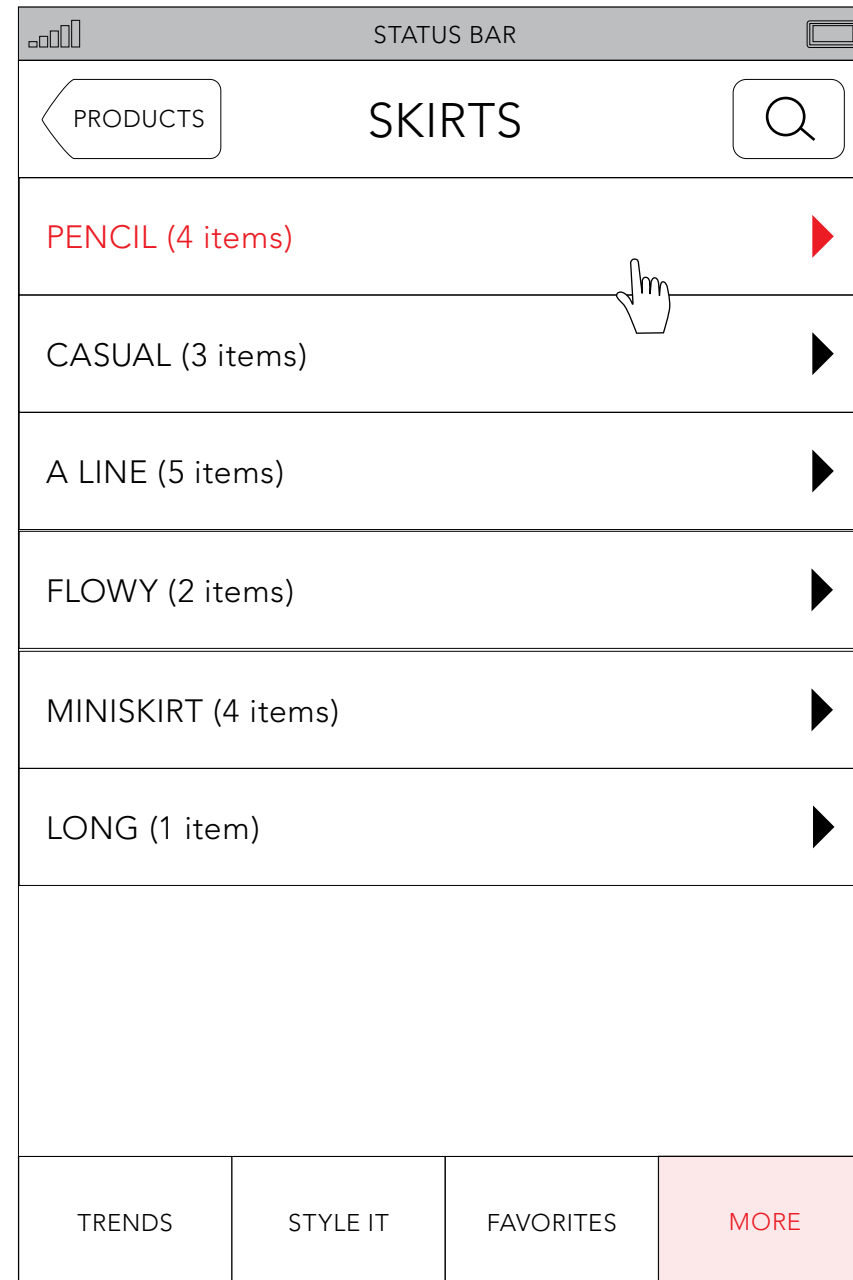 STATUS BAR
PRODUCTS
SKIRTS
PENCIL (4 items)
CASUAL (3 items)
A LINE (5 items)
FLOWY (2 items)
MINISKIRT (4 items)
LONG (1 item)
TRENDS
STYLE IT
FAVORITES
MORE